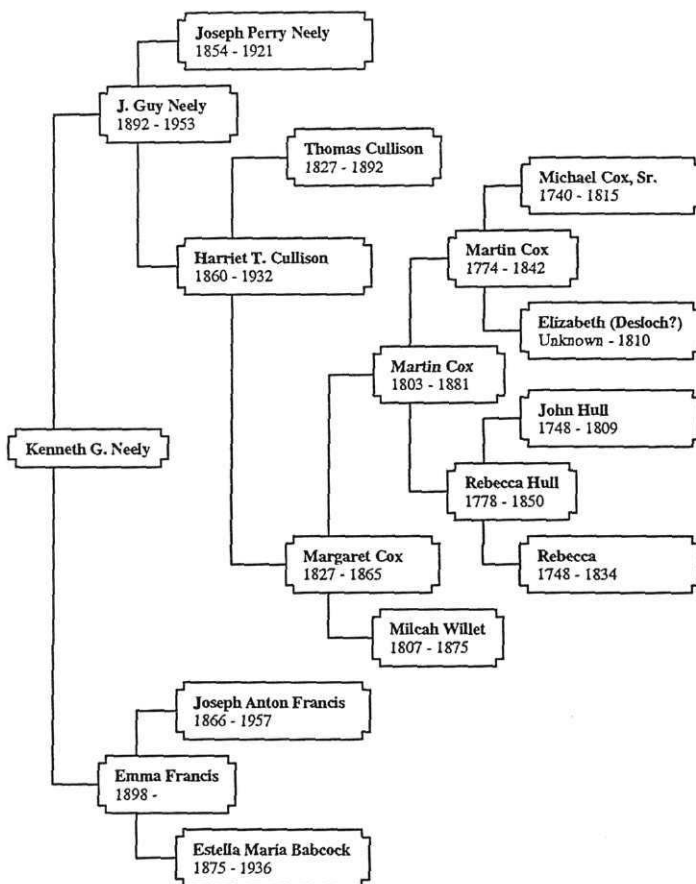 Joseph Perry Neely
1854 - 1921
J. Guy Neely
1892 - 1953
Thomas Cullison
1827 - 1892
Michael Cox, Sr.
1740 - 1815
Harriet T. Cullison
1860 - 1932
Martin Cox
1774 - 1842
Elizabeth (Desloch?)
Unknown - 1810
Martin Cox
1803 - 1881
John Hull
1748 - 1809
Kenneth G. Neely
Rebecca Hull
1778 - 1850
Margaret Cox
1827 - 1865
Rebecca
1748 - 1834
Milcah Willet
1807 - 1875
Joseph Anton Francis
1866 - 1957
Emma Francis
1898 -
Estella Maria Babcock
1875 - 1936